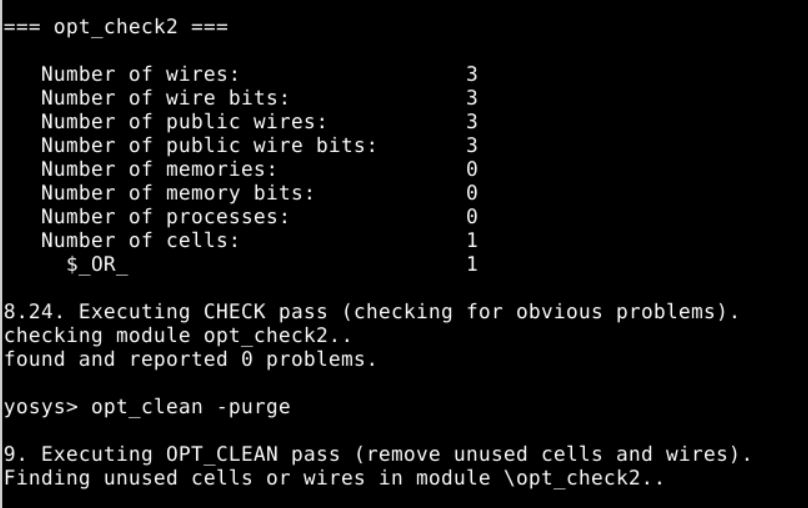 === opt_check2 ===
Number of wires: 3
Number of wire bits: 3
Number of public wires: 3
Number of public wire bits: 3
Number of memories: 0
Number of memory bits: 0
Number of processes: 0
Number of cells: 1
$_OR_ 1
8.24. Executing CHECK pass (checking for obvious problems).
checking module opt_check2..
found and reported 0 problems.
yosys> opt_clean -purge
9. Executing OPT_CLEAN pass (remove unused cells and wires).
Finding unused cells or wires in module \opt_check2..